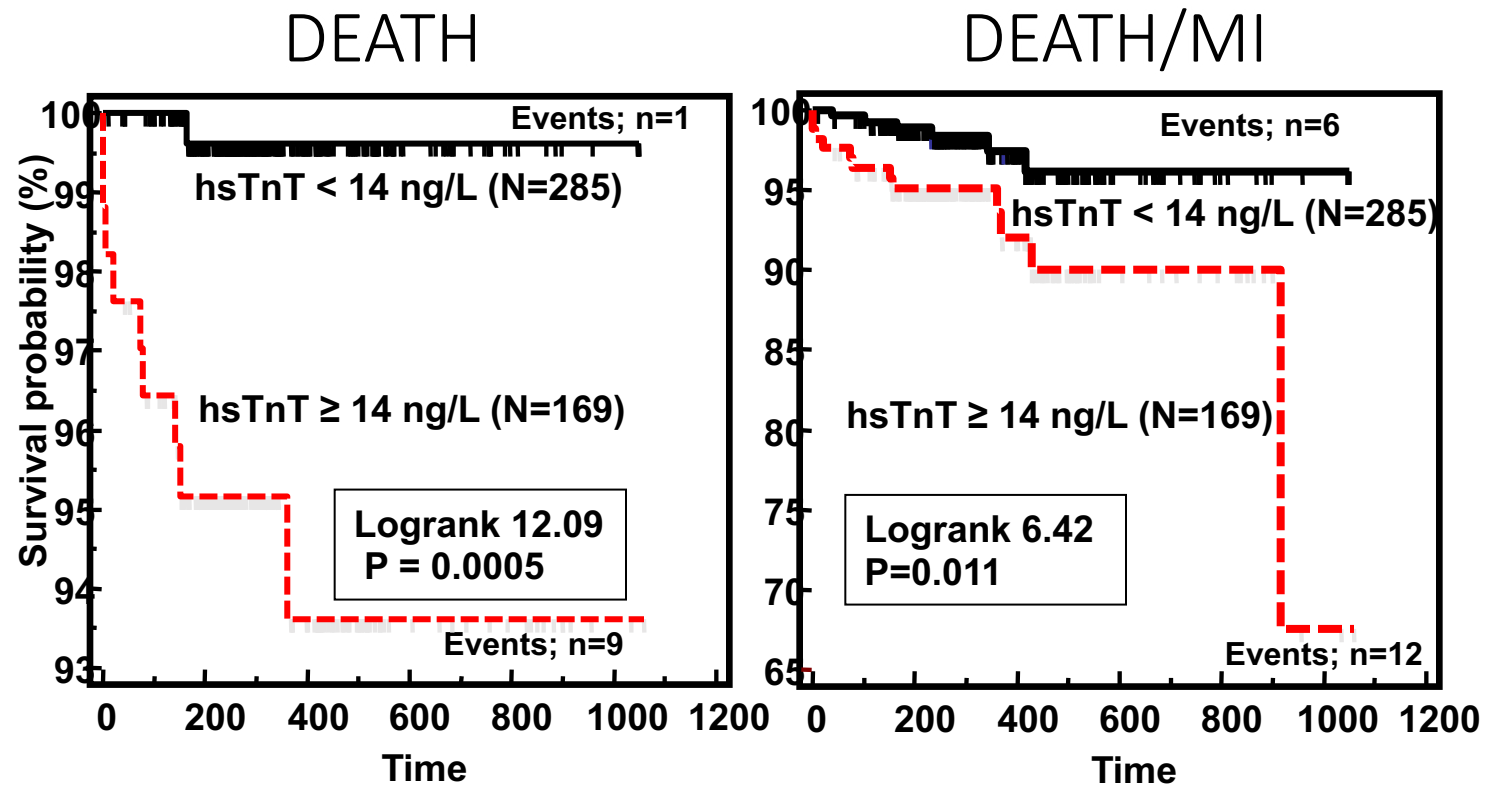 DEATH
Survival probability (%)
100
99
98
97
96
95
94
93
Events; n=1
hsTnT < 14 ng/L (N=285)
hsTnT ≥ 14 ng/L (N=169)
Logrank 12.09
P = 0.0005
Events; n=9
0 200 400 600 800 1000 1200
Time
DEATH/MI
100
95
90
85
80
75
70
65
Events; n=6
hsTnT < 14 ng/L (N=285)
hsTnT ≥ 14 ng/L (N=169)
Logrank 6.42
P=0.011
Events; n=12
0 200 400 600 800 1000 1200
Time